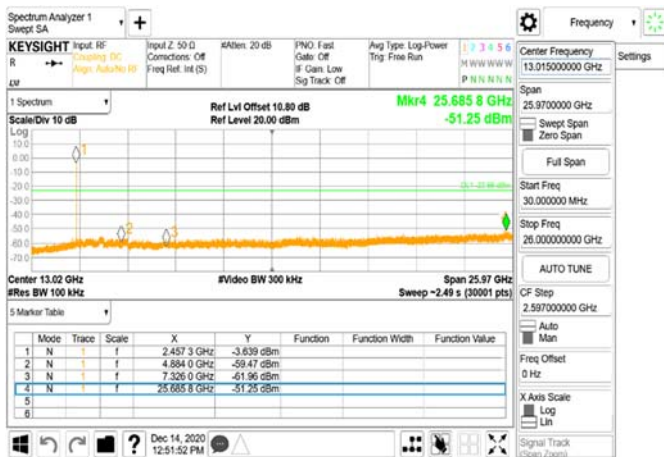 Spectrum Analyzer 1
Swept SA
Frequency
KEYSIGHT
R
Input: RF
Coupling: DC
Align: Auto/No RF
Input Z: 50 Ω
Corrections: Off
Freq Ref: Int (S)
#Atten: 20 dB
PNO: Fast
Gate: Off
IF Gain: Low
Sig Track: Off
Avg Type: Log-Power
Trig: Free Run
1 2 3 4 5 6
M W W W W W
P N N N N N
1 Spectrum
Scale/Div 10 dB
Ref Lvl Offset 10.80 dB
Ref Level 20.00 dBm
Mkr4 25.685 8 GHz
-51.25 dBm
Log
10.0
0.00
-10.0
-20.0
-30.0
-40.0
-50.0
-60.0
-70.0
1
2
3
Center 13.02 GHz
#Res BW 100 kHz
#Video BW 300 kHz
Span 25.97 GHz
Sweep ~2.49 s (30001 pts)
5 Marker Table
Mode Trace Scale X Y Function Function Width Function Value
1 N 1 f 2.457 3 GHz -3.639 dBm
2 N 1 f 4.884 0 GHz -59.47 dBm
3 N 1 f 7.326 0 GHz -61.96 dBm
4 N 1 f 25.685 8 GHz -51.25 dBm
5
6
Dec 14, 2020
12:51:52 PM
Center Frequency
13.015000000 GHz
Settings
Span
25.9700000 GHz
Swept Span
Zero Span
Full Span
Start Freq
30.000000 MHz
Stop Freq
26.000000000 GHz
AUTO TUNE
CF Step
2.597000000 GHz
Auto
Man
Freq Offset
0 Hz
X Axis Scale
Log
Lin
Signal Track
(Span Zoom)